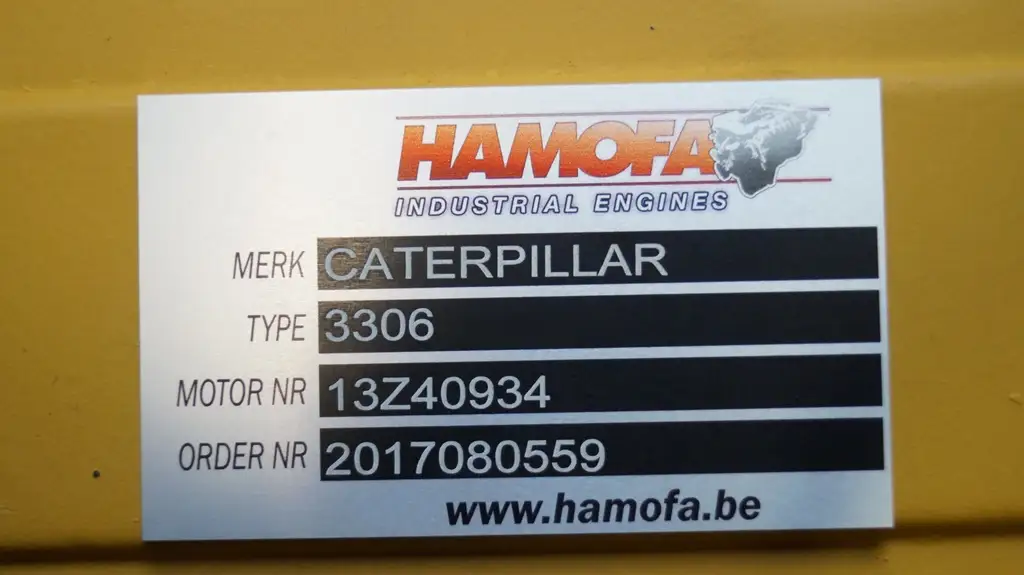 HAMOFA
INDUSTRIAL ENGINES
MERK CATERPILLAR
TYPE 3306
MOTOR NR 13Z40934
ORDER NR 2017080559
www.hamofa.be